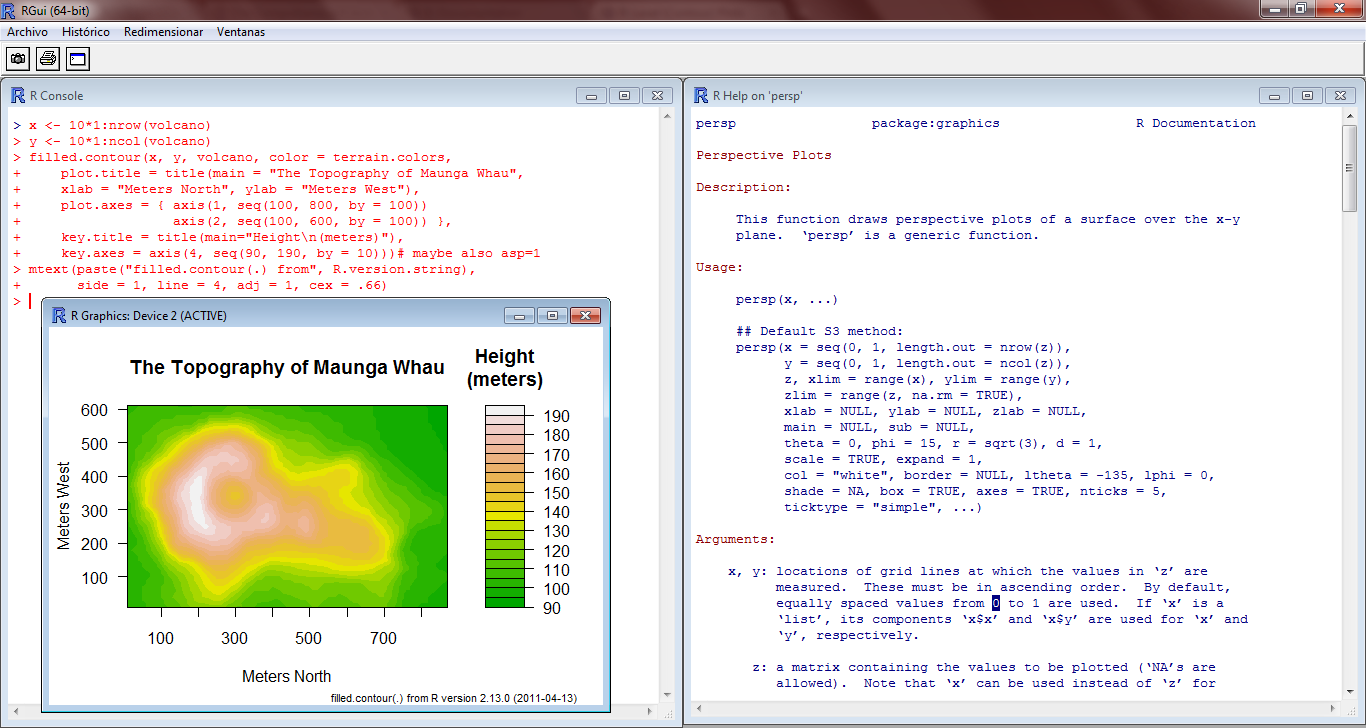 RGui (64-bit)
Archivo Histórico Redimensionar Ventanas
R Console
> x <- 10*1:nrow(volcano)
> y <- 10*1:ncol(volcano)
> filled.contour(x, y, volcano, color = terrain.colors,
+     plot.title = title(main = "The Topography of Maunga Whau",
+     xlab = "Meters North", ylab = "Meters West"),
+     plot.axes = { axis(1, seq(100, 800, by = 100))
+                   axis(2, seq(100, 600, by = 100)) },
+     key.title = title(main="Height\n(meters)"),
+     key.axes = axis(4, seq(90, 190, by = 10)))# maybe also asp=1
> mtext(paste("filled.contour(.) from", R.version.string),
+       side = 1, line = 4, adj = 1, cex = .66)
>
R Graphics: Device 2 (ACTIVE)
The Topography of Maunga Whau
Height
(meters)
600
500
400
300
200
100
Meters West
100 300 500 700
Meters North
190
180
170
160
150
140
130
120
110
100
90
filled.contour(.) from R version 2.13.0 (2011-04-13)
R Help on 'persp'
persp package:graphics R Documentation
Perspective Plots
Description:
This function draws perspective plots of a surface over the x-y
plane. ‘persp’ is a generic function.
Usage:
persp(x, ...)
## Default S3 method:
persp(x = seq(0, 1, length.out = nrow(z)),
y = seq(0, 1, length.out = ncol(z)),
z, xlim = range(x), ylim = range(y),
zlim = range(z, na.rm = TRUE),
xlab = NULL, ylab = NULL, zlab = NULL,
main = NULL, sub = NULL,
theta = 0, phi = 15, r = sqrt(3), d = 1,
scale = TRUE, expand = 1,
col = "white", border = NULL, ltheta = -135, lphi = 0,
shade = NA, box = TRUE, axes = TRUE, nticks = 5,
ticktype = "simple", ...)
Arguments:
x, y: locations of grid lines at which the values in ‘z’ are
measured. These must be in ascending order. By default,
equally spaced values from 0 to 1 are used. If ‘x’ is a
‘list’, its components ‘x$x’ and ‘x$y’ are used for ‘x’ and
‘y’, respectively.
z: a matrix containing the values to be plotted (‘NA’s are
allowed). Note that ‘x’ can be used instead of ‘z’ for